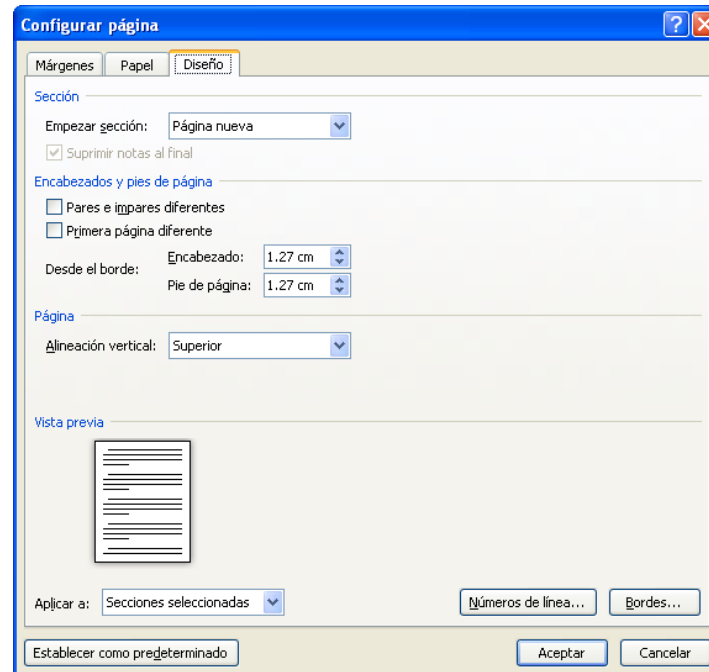 Configurar página
Márgenes Papel Diseño
Sección
Empezar sección: Página nueva
Suprimir notas al final
Encabezados y pies de página
Pares e impares diferentes
Primera página diferente
Desde el borde: Encabezado: 1.27 cm
Pie de página: 1.27 cm
Página
Alineación vertical: Superior
Vista previa
Aplicar a: Secciones seleccionadas Números de línea... Bordes...
Establecer como predeterminado Aceptar Cancelar